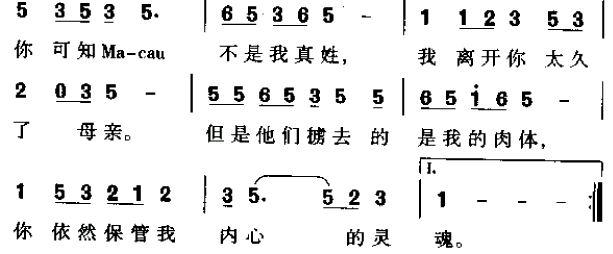 5 3 5 3 5. | 6 5 3 6 5 - | 1 1 2 3 5 3 |
你 可知Ma-cau 不是我真姓， 我 离开你 太久
2 0 3 5 - | 5 5 6 5 3 5 5 | 6 5 i 6 5 - |
了 母亲。 但是他们掳去 的 是我的肉体，
1 5 3 2 1 2 | 3 5. 5 2 3 | 1 - - - :||
1.
你 依然保管我 内心 的灵 魂。